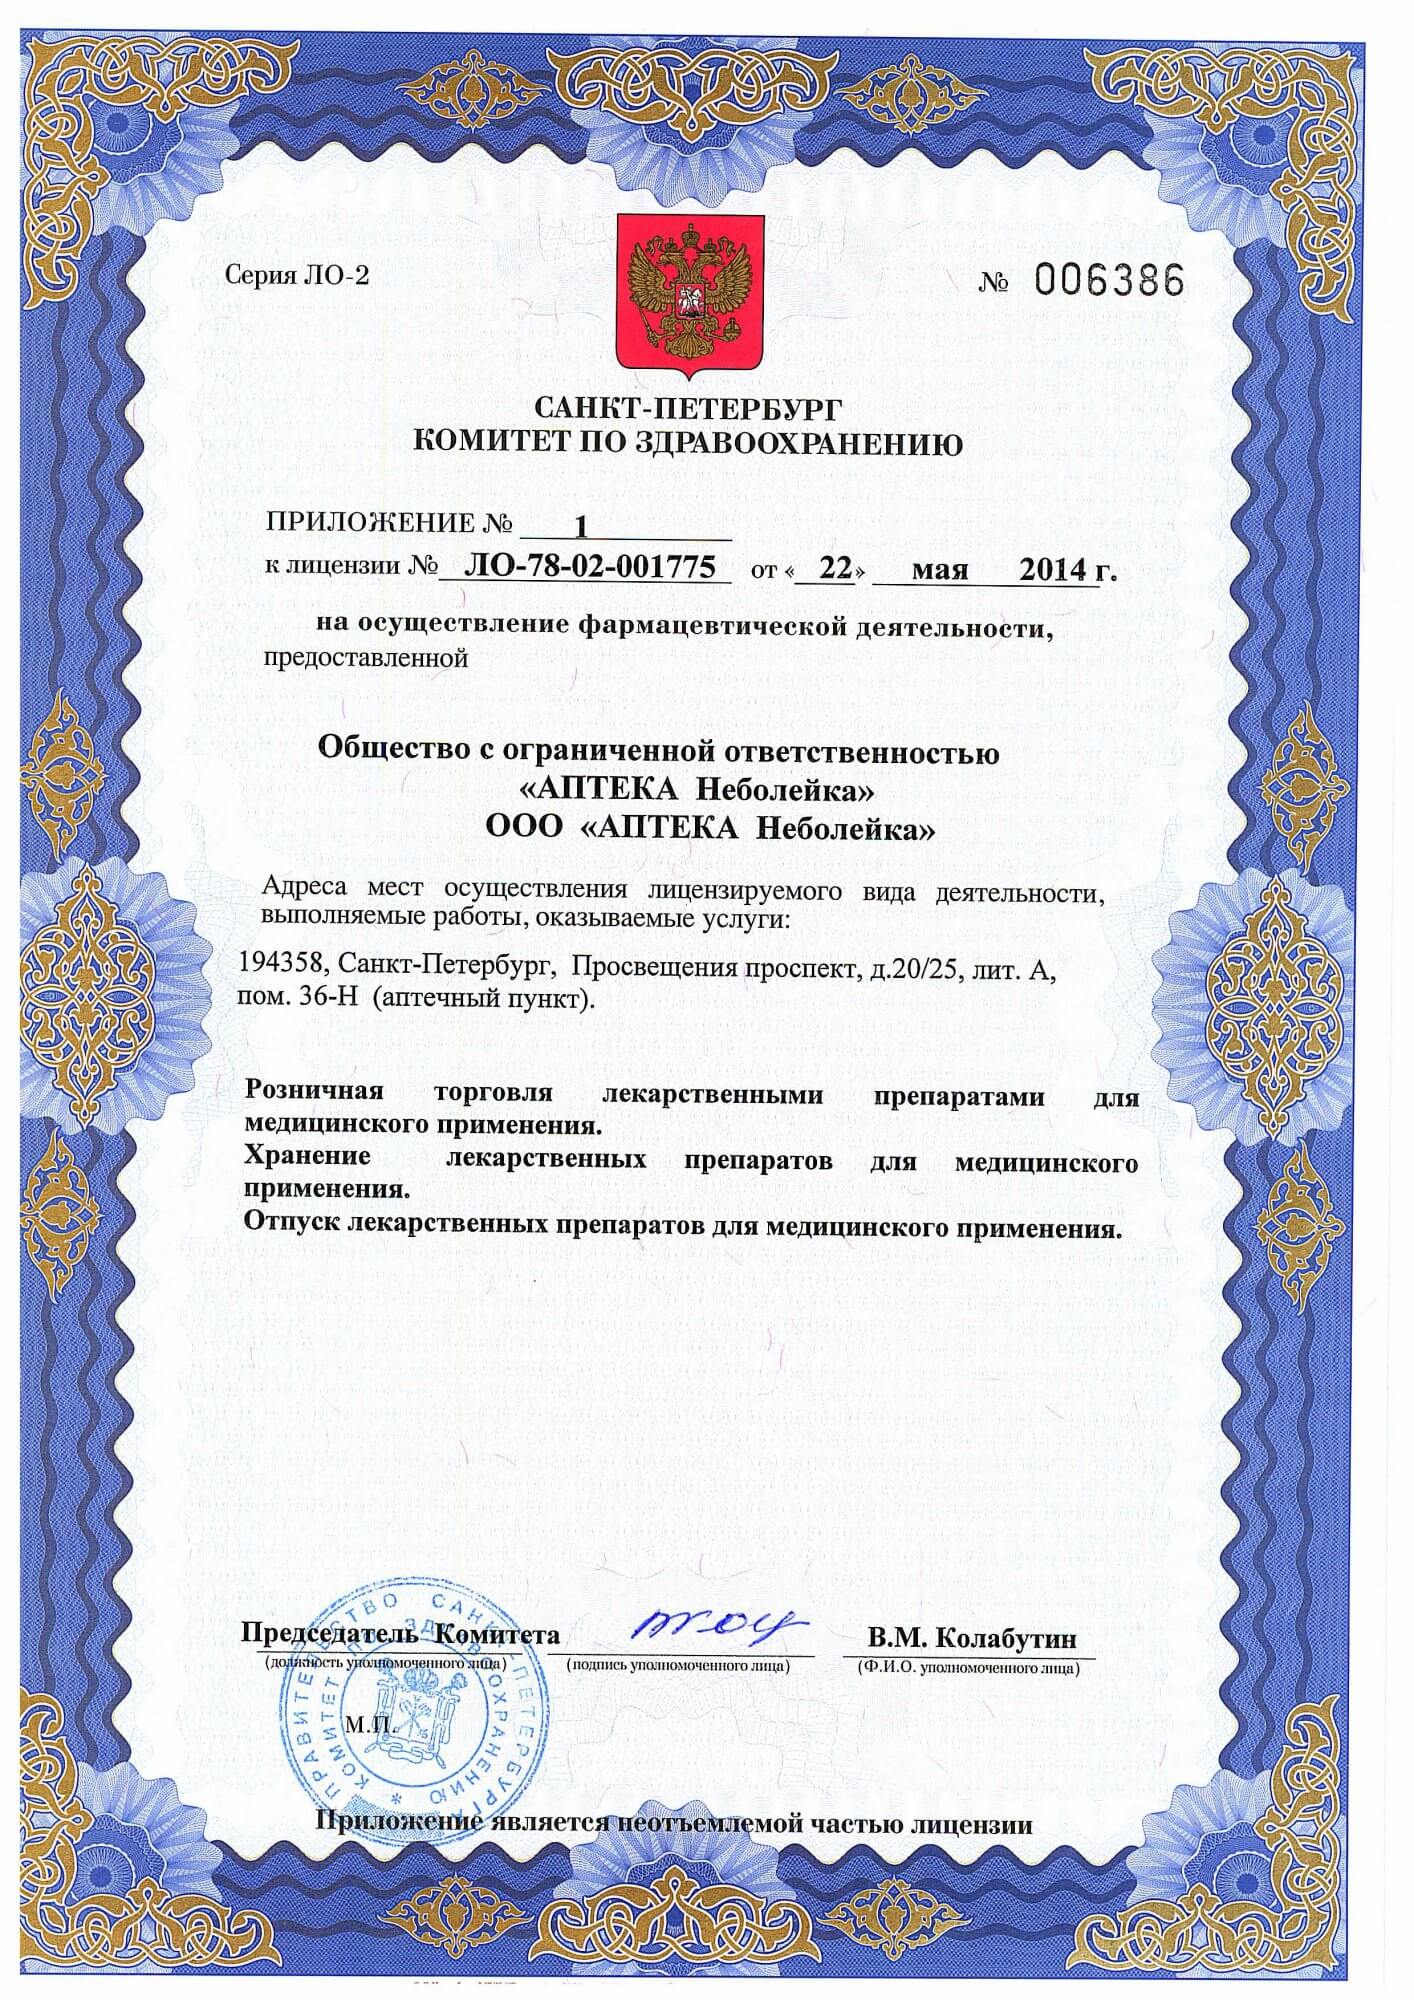 Серия ЛО-2
№ 006386
САНКТ-ПЕТЕРБУРГ
КОМИТЕТ ПО ЗДРАВООХРАНЕНИЮ
ПРИЛОЖЕНИЕ № 1
к лицензии № ЛО-78-02-001775 от « 22 » мая 2014 г.
на осуществление фармацевтической деятельности,
предоставленной
Общество с ограниченной ответственностью
«АПТЕКА Неболейка»
ООО «АПТЕКА Неболейка»
Адреса мест осуществления лицензируемого вида деятельности,
выполняемые работы, оказываемые услуги:
194358, Санкт-Петербург, Просвещения проспект, д.20/25, лит. А,
пом. 36-Н (аптечный пункт).
Розничная торговля лекарственными препаратами для
медицинского применения.
Хранение лекарственных препаратов для медицинского
применения.
Отпуск лекарственных препаратов для медицинского применения.
Председатель Комитета
В.М. Колабутин
(должность уполномоченного лица)
(подпись уполномоченного лица)
(Ф.И.О. уполномоченного лица)
М.П.
ПРАВИТЕЛЬСТВО САНКТ-ПЕТЕРБУРГА
КОМИТЕТ ПО ЗДРАВООХРАНЕНИЮ *
Приложение является неотъемлемой частью лицензии